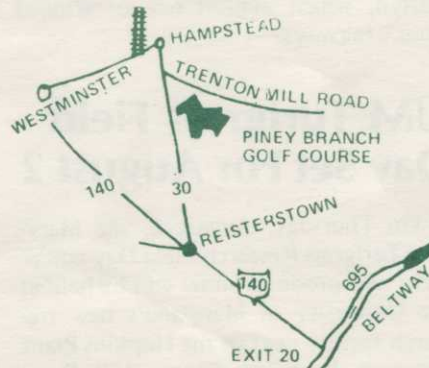 HAMPSTEAD
TRENTON MILL ROAD
WESTMINSTER
PINEY BRANCH
GOLF COURSE
140
30
REISTERSTOWN
140
695
BELTWAY
EXIT 20